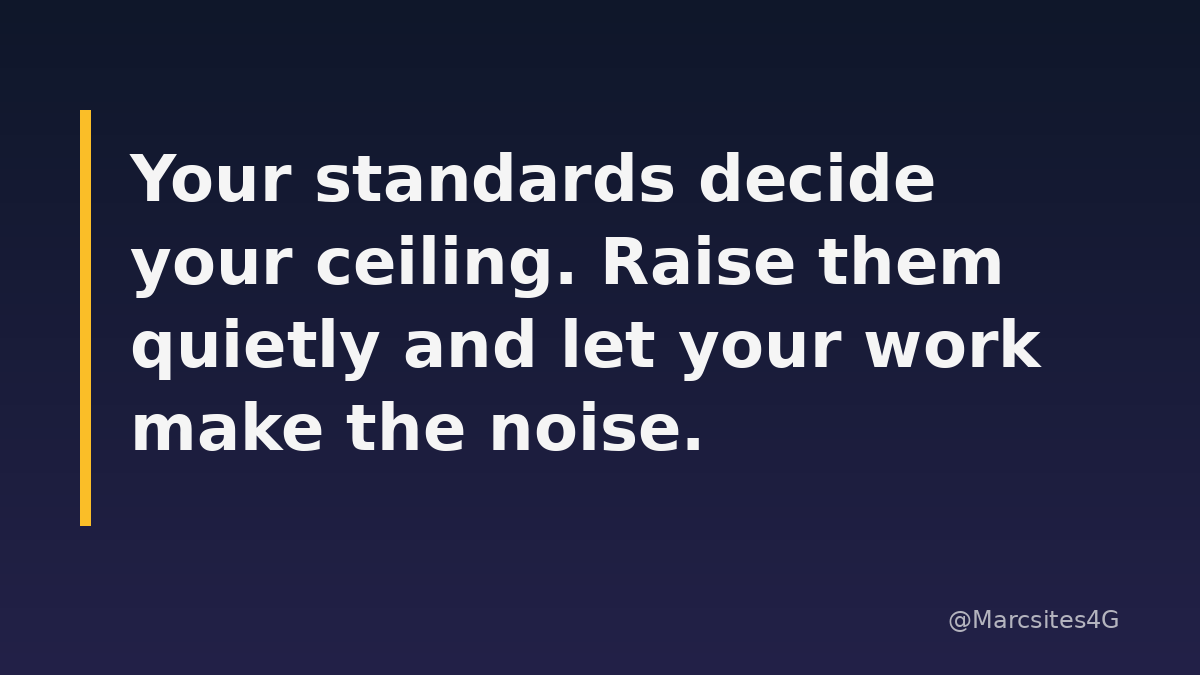 Your standards decide
your ceiling. Raise them
quietly and let your work
make the noise.
@Marcsites4G